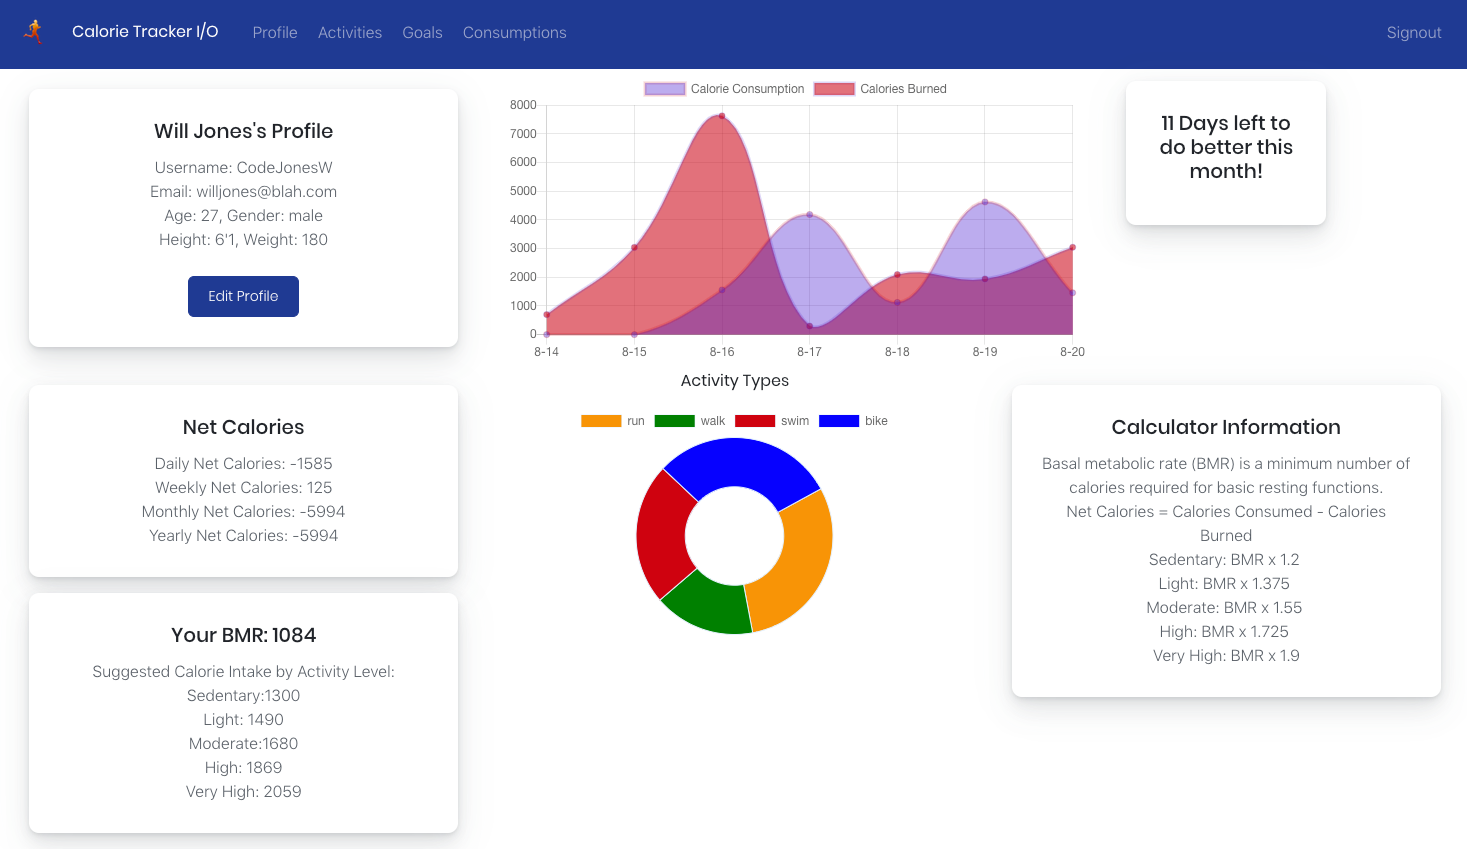 Calorie Tracker I/O Profile Activities Goals Consumptions Signout
Will Jones's Profile
Username: CodeJonesW
Email: willjones@blah.com
Age: 27, Gender: male
Height: 6'1, Weight: 180
Edit Profile
Net Calories
Daily Net Calories: -1585
Weekly Net Calories: 125
Monthly Net Calories: -5994
Yearly Net Calories: -5994
Your BMR: 1084
Suggested Calorie Intake by Activity Level:
Sedentary:1300
Light: 1490
Moderate:1680
High: 1869
Very High: 2059
Calorie Consumption Calories Burned
8000
7000
6000
5000
4000
3000
2000
1000
0
8-14 8-15 8-16 8-17 8-18 8-19 8-20
Activity Types
run walk swim bike
11 Days left to
do better this
month!
Calculator Information
Basal metabolic rate (BMR) is a minimum number of
calories required for basic resting functions.
Net Calories = Calories Consumed - Calories
Burned
Sedentary: BMR x 1.2
Light: BMR x 1.375
Moderate: BMR x 1.55
High: BMR x 1.725
Very High: BMR x 1.9